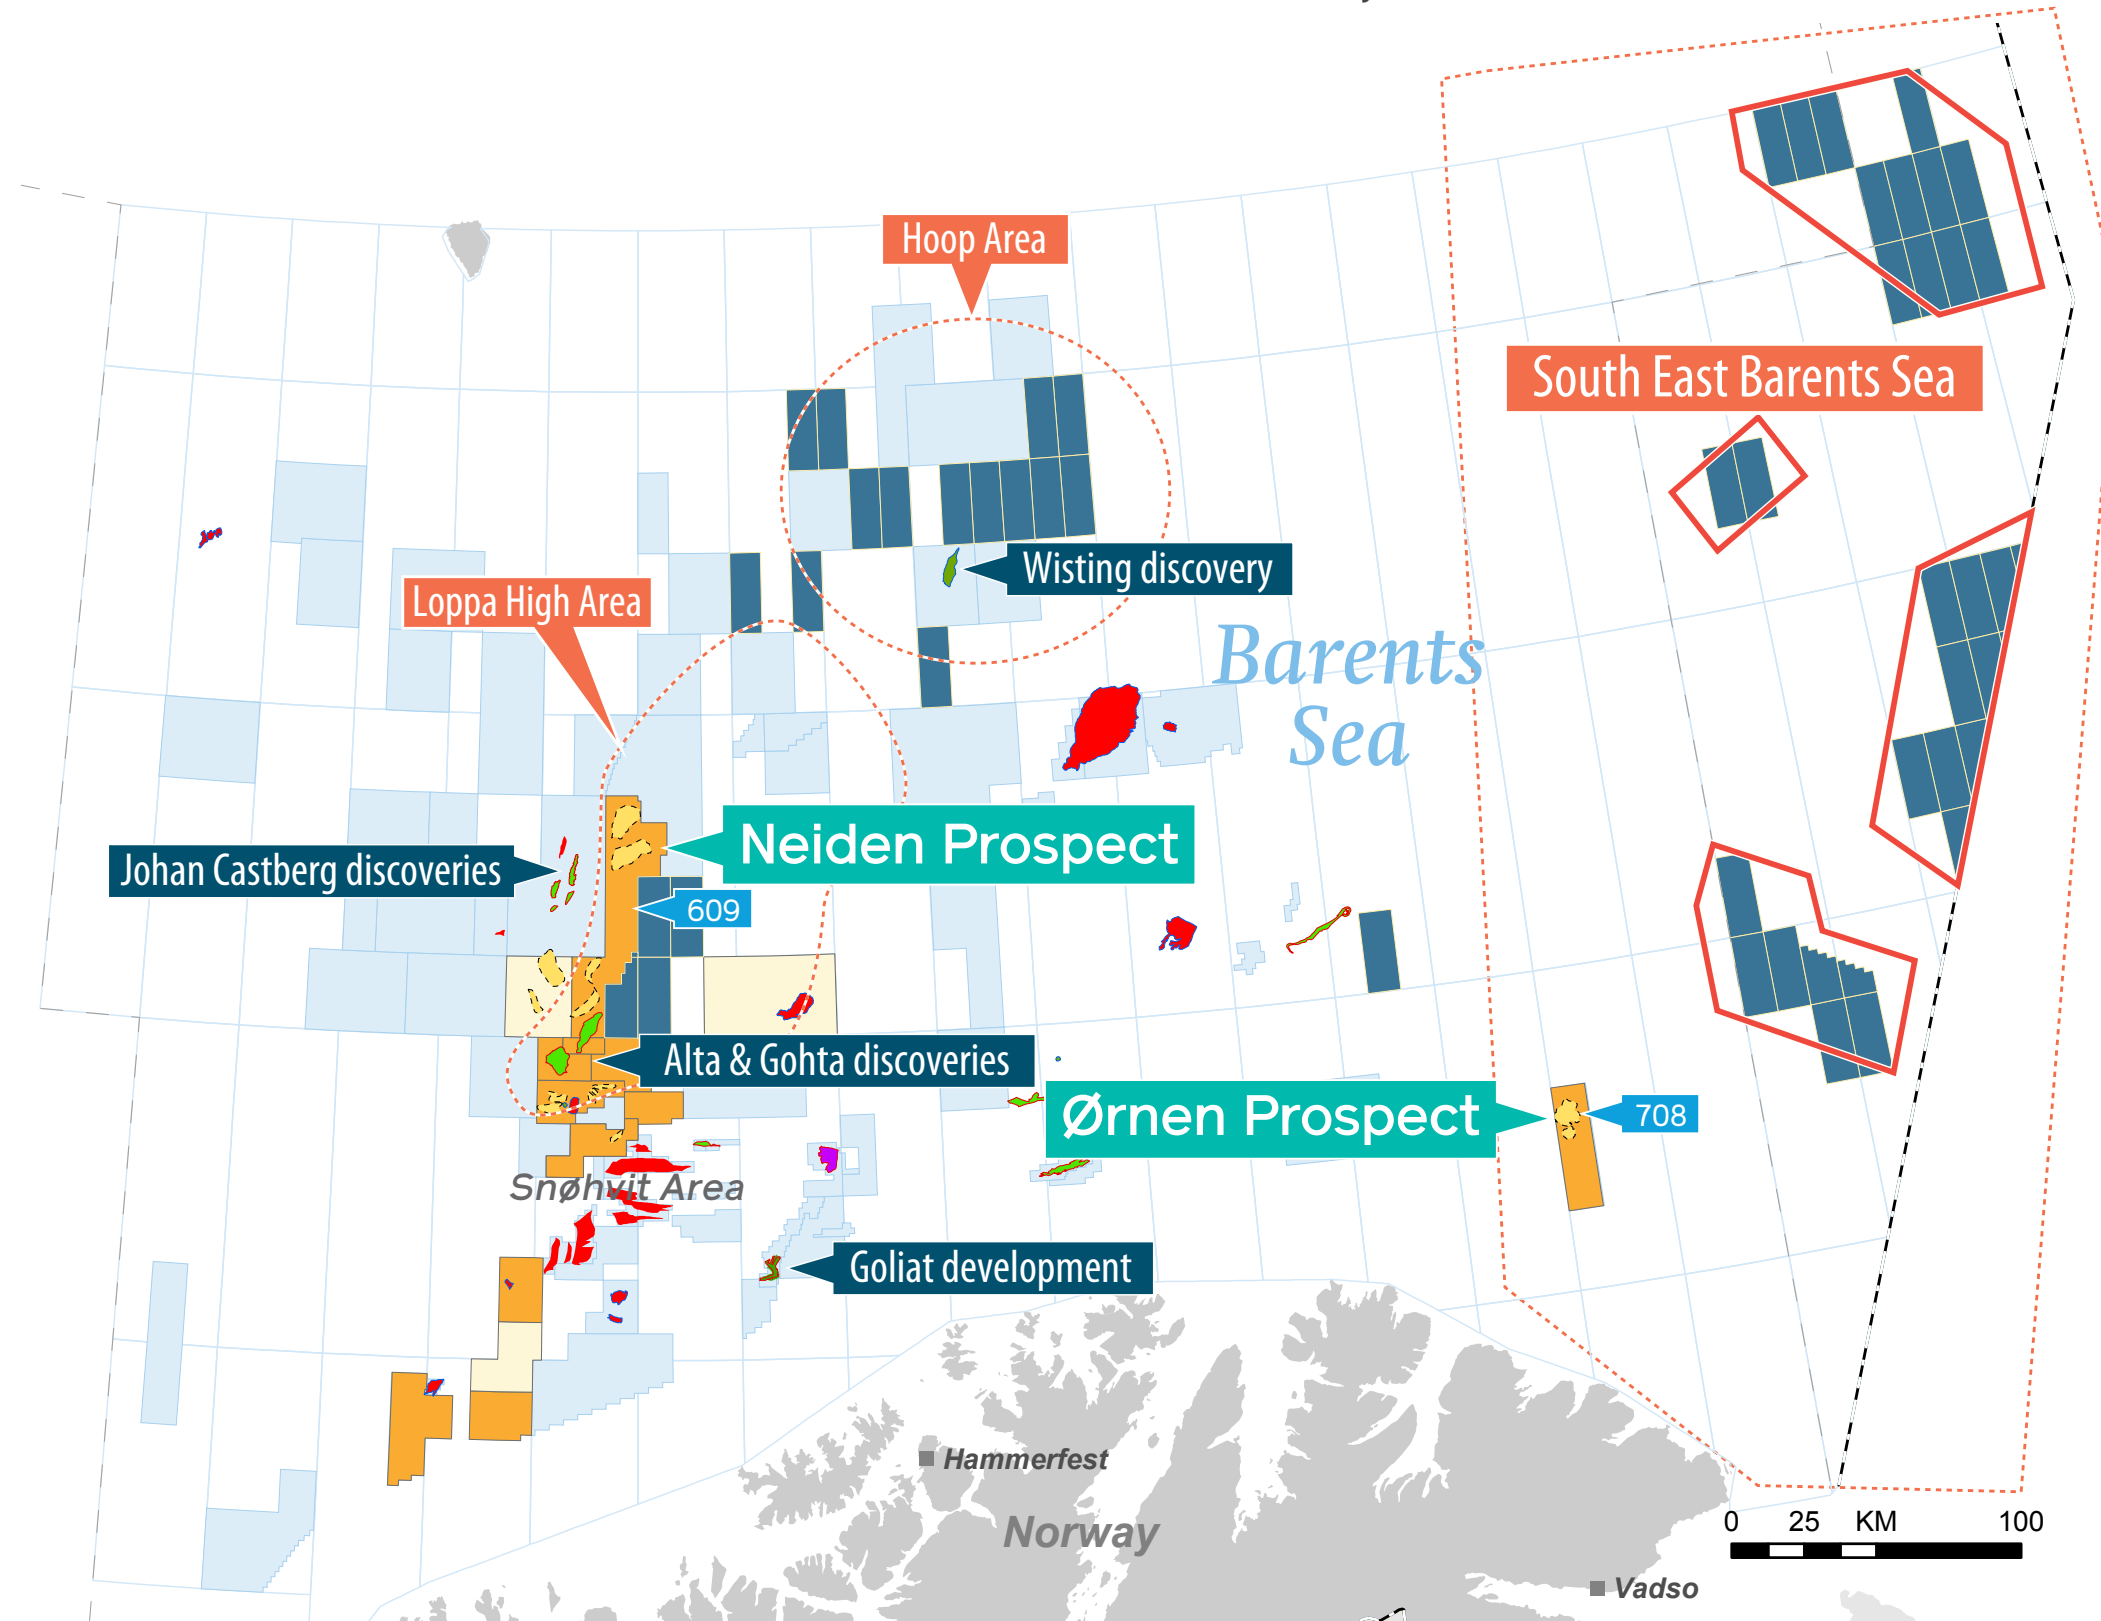 Hoop Area
South East Barents Sea
Wisting discovery
Loppa High Area
Barents
Sea
Neiden Prospect
Johan Castberg discoveries
609
Alta & Gohta discoveries
Ørnen Prospect
708
Snøhvit Area
Goliat development
Hammerfest
Norway
0 25 KM 100
Vadso